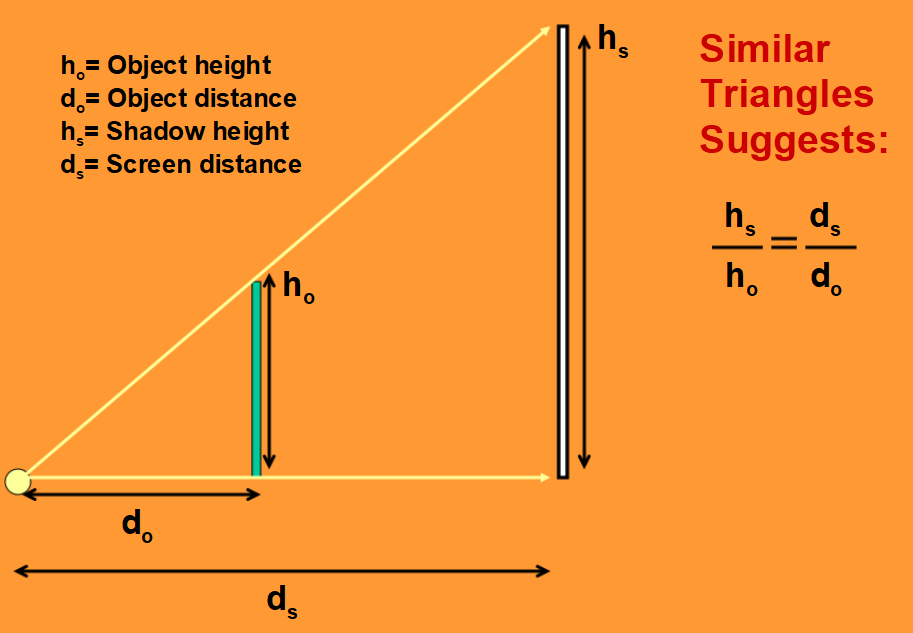 hₒ= Object height
dₒ= Object distance
hₛ= Shadow height
dₛ= Screen distance
hₛ
Similar
Triangles
Suggests:
hₛ dₛ
=
hₒ dₒ
hₒ
dₒ
dₛ